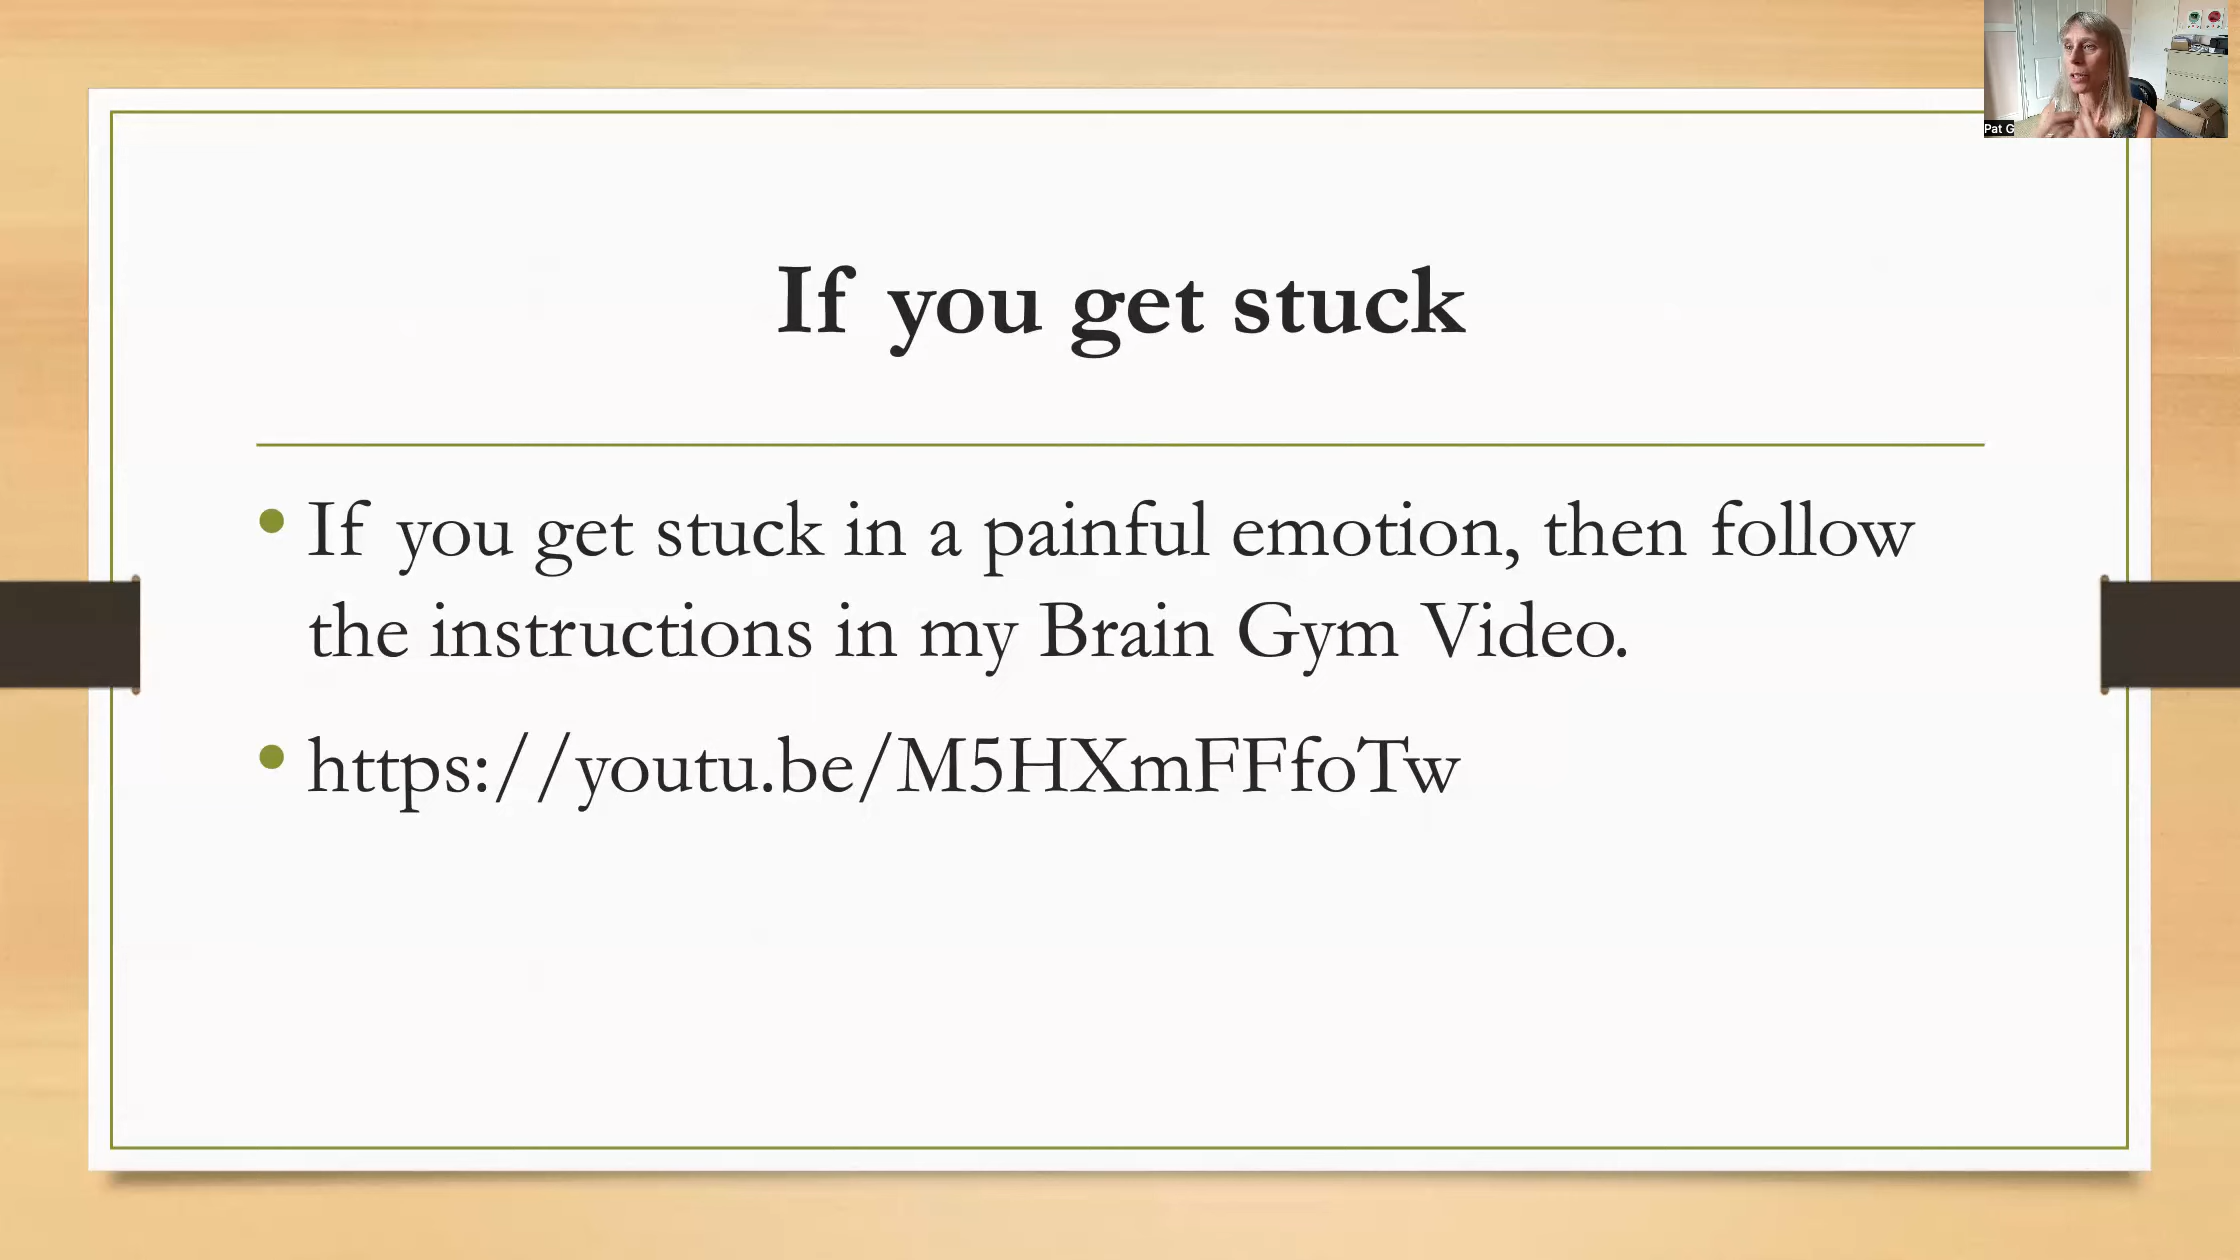 Pat G
If you get stuck
• If you get stuck in a painful emotion, then follow
the instructions in my Brain Gym Video.
• https://youtu.be/M5HXmFFfoTw